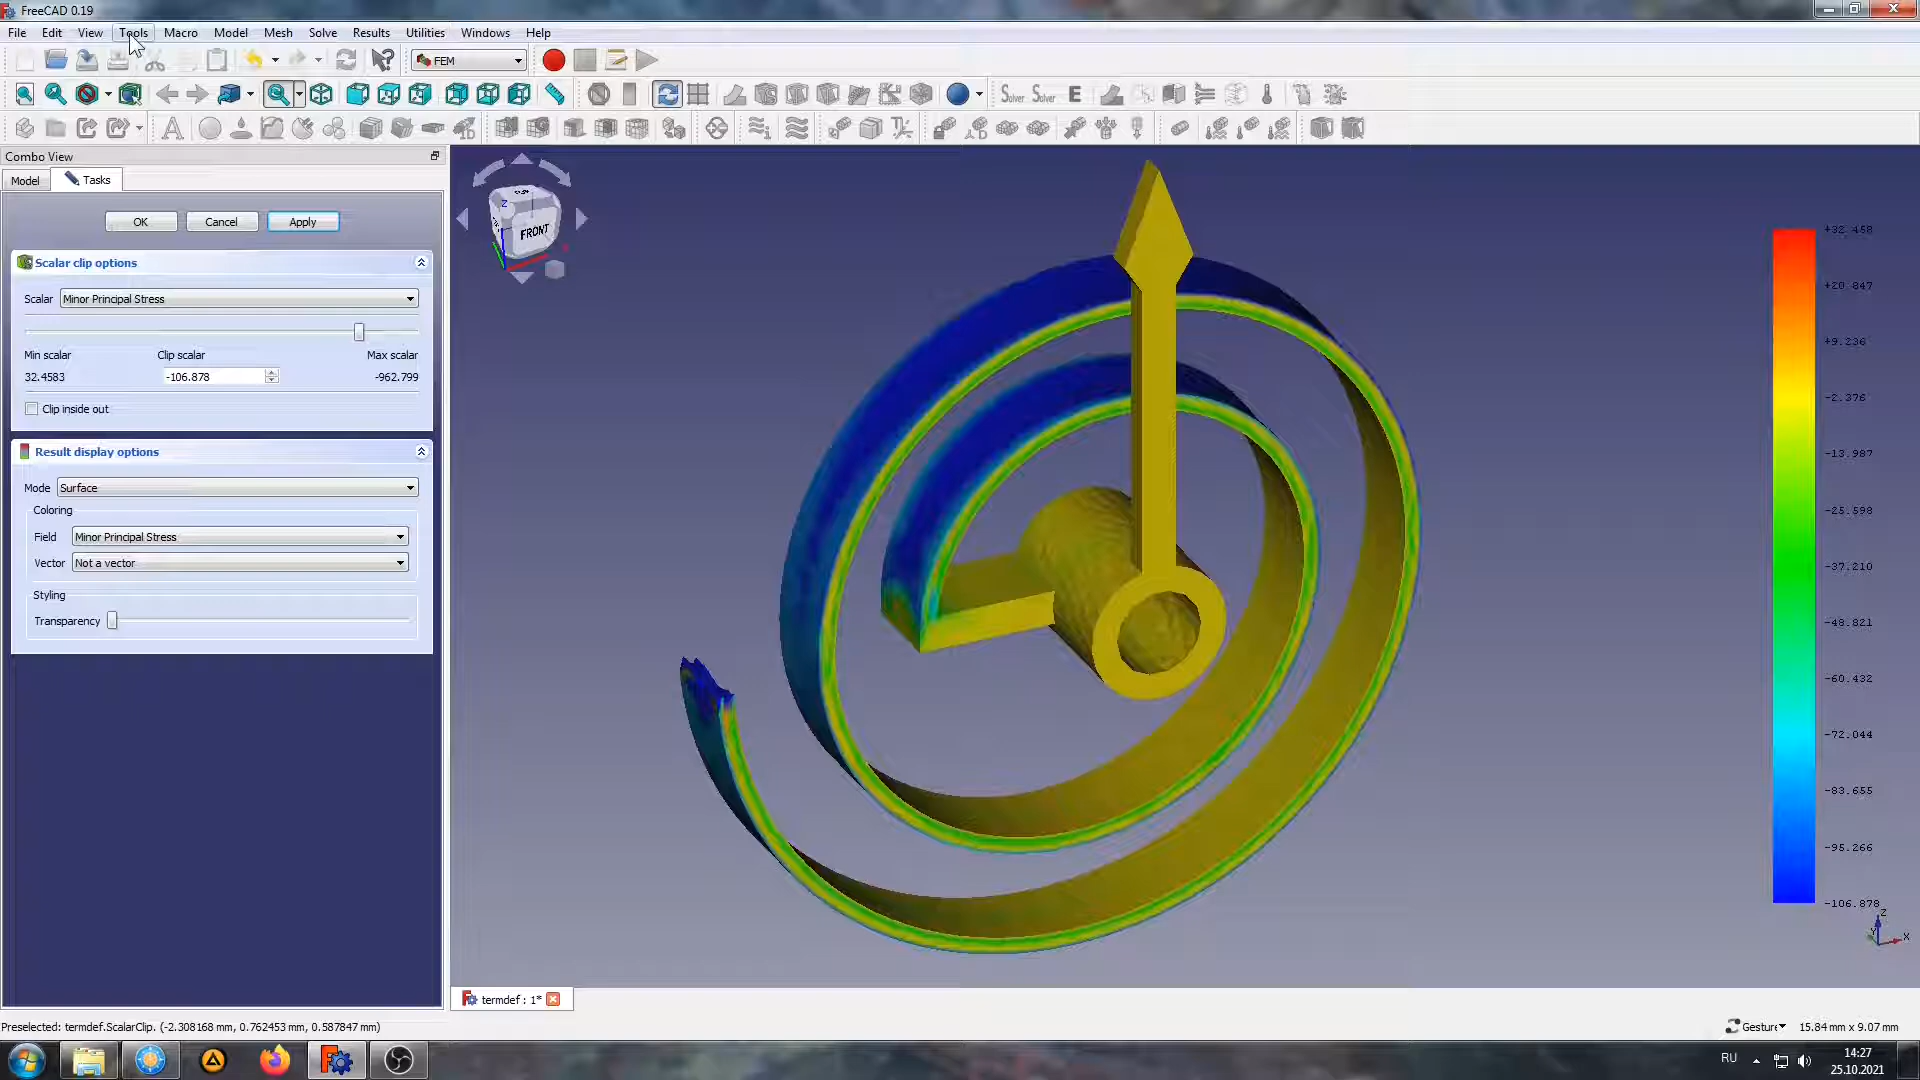 FreeCAD 0.19
File Edit View Tools Macro Model Mesh Solve Results Utilities Windows Help
FEM
Solver Solver E
Combo View
Model Tasks
OK Cancel Apply
Scalar clip options
Scalar Minor Principal Stress
Min scalar Clip scalar Max scalar
32.4583 -106.878 -962.799
Clip inside out
Result display options
Mode Surface
Coloring
Field Minor Principal Stress
Vector Not a vector
Styling
Transparency
Z
FRONT
+32.458
+20.847
+9.236
-2.376
-13.987
-25.598
-37.210
-48.821
-60.432
-72.044
-83.655
-95.266
-106.878
Z
Y
X
termdef : 1*
Preselected: termdef.ScalarClip. (-2.308168 mm, 0.762453 mm, 0.587847 mm)
Gesture 15.84 mm x 9.07 mm
RU
14:27
25.10.2021